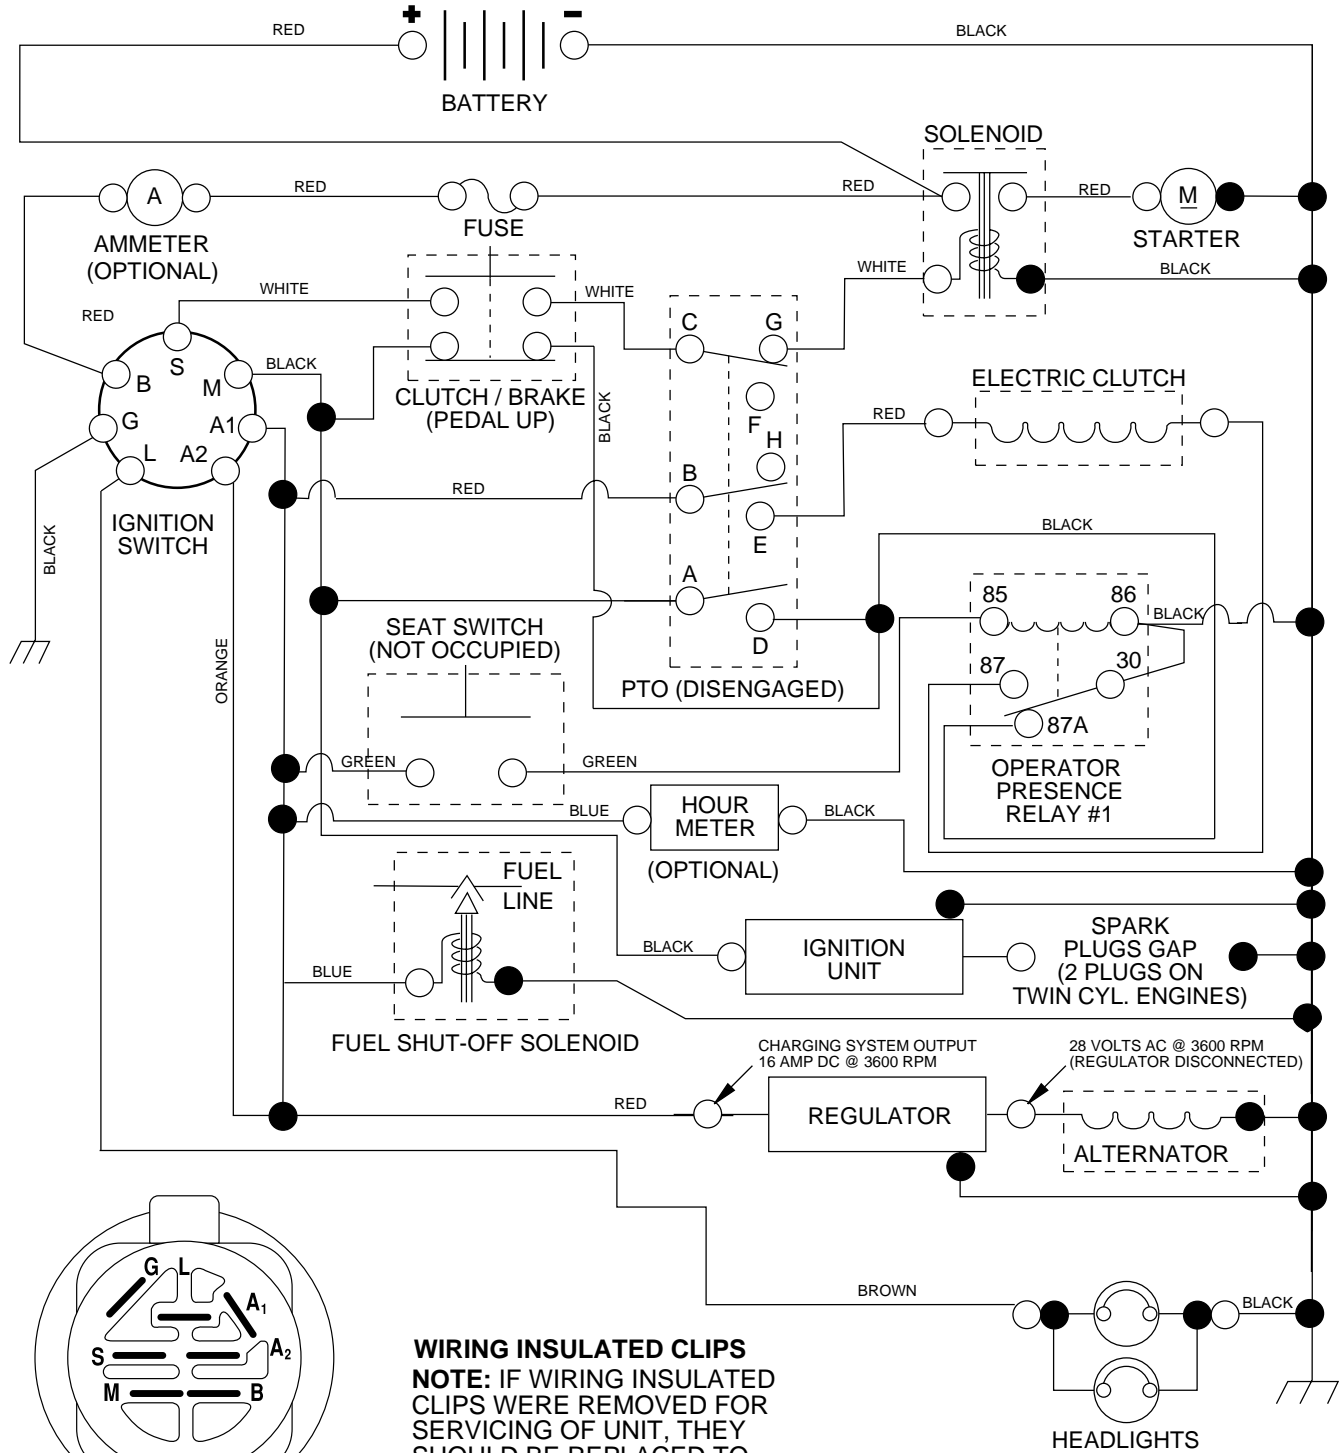 +
-
RED
BLACK
BATTERY
SOLENOID
A
RED
RED
RED
M
FUSE
AMMETER
(OPTIONAL)
STARTER
WHITE
WHITE
WHITE
BLACK
RED
C
G
S
BLACK
B
M
CLUTCH / BRAKE
(PEDAL UP)
BLACK
ELECTRIC CLUTCH
F
RED
G
A1
H
L
A2
B
RED
IGNITION
SWITCH
E
BLACK
BLACK
A
85
86
BLACK
SEAT SWITCH
(NOT OCCUPIED)
D
ORANGE
87
30
PTO (DISENGAGED)
87A
GREEN
GREEN
OPERATOR
PRESENCE
RELAY #1
BLUE
HOUR
METER
BLACK
(OPTIONAL)
FUEL
LINE
BLACK
IGNITION
UNIT
SPARK
PLUGS GAP
(2 PLUGS ON
TWIN CYL. ENGINES)
BLUE
FUEL SHUT-OFF SOLENOID
CHARGING SYSTEM OUTPUT
16 AMP DC @ 3600 RPM
28 VOLTS AC @ 3600 RPM
(REGULATOR DISCONNECTED)
RED
REGULATOR
ALTERNATOR
G
L
A1
S
A2
M
B
BROWN
BLACK
HEADLIGHTS
WIRING INSULATED CLIPS
NOTE: IF WIRING INSULATED
CLIPS WERE REMOVED FOR
SERVICING OF UNIT, THEY
SHOULD BE REPLACED TO